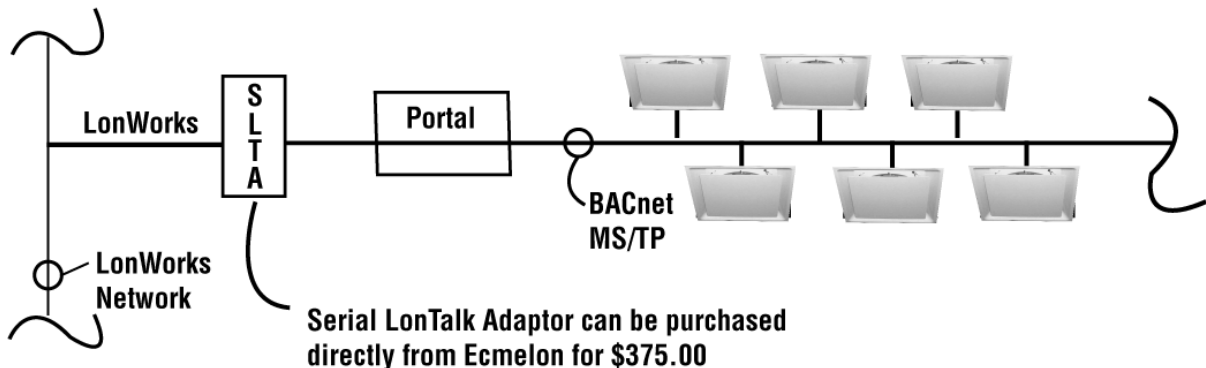 LonWorks
SLTA
Portal
BACnet
MS/TP
LonWorks
Network
Serial LonTalk Adaptor can be purchased
directly from Ecmelon for $375.00